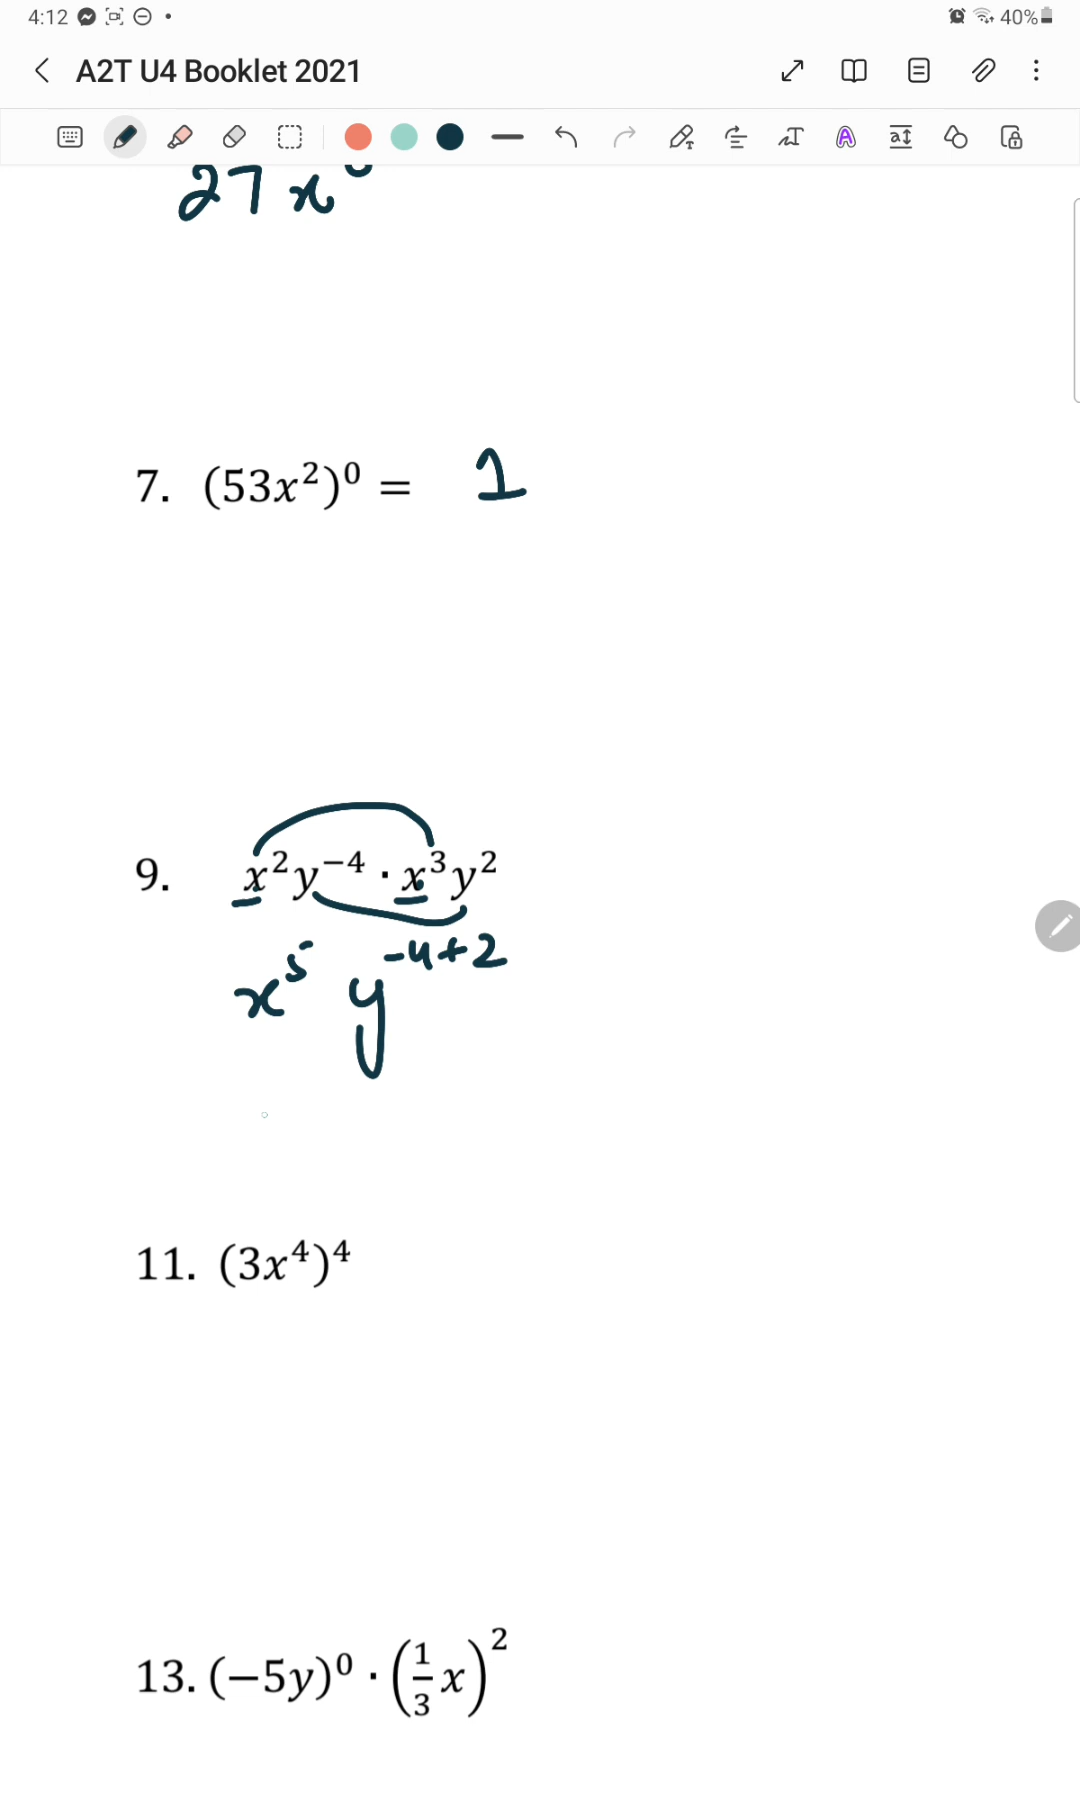 4:12 40%
A2T U4 Booklet 2021
27x
7. (53x²)⁰ = 1
9. x²y⁻⁴ · x³y²
x⁵ y⁻⁴⁺²
11. (3x⁴)⁴
13. (−5y)⁰ · (1/3 x)²